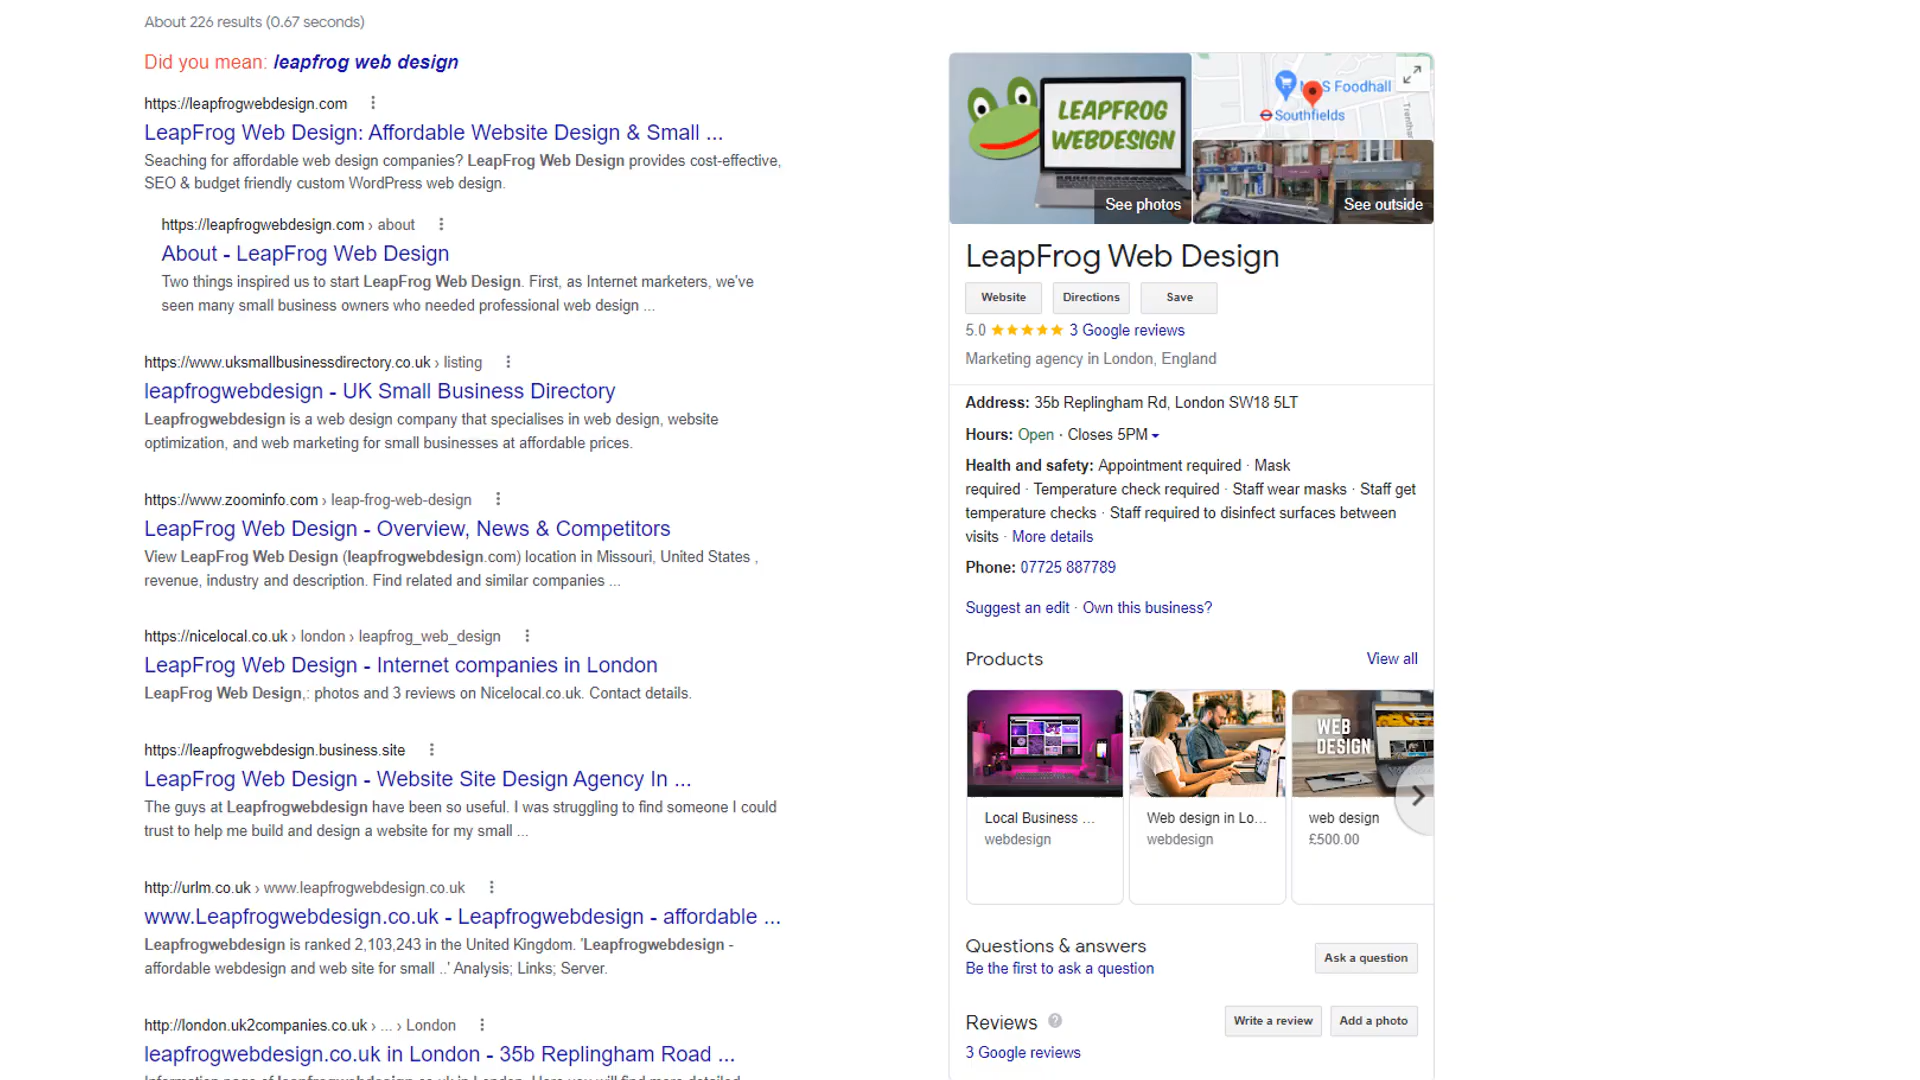 About 226 results (0.67 seconds)
Did you mean: leapfrog web design
https://leapfrogwebdesign.com
LeapFrog Web Design: Affordable Website Design & Small ...
Seaching for affordable web design companies? LeapFrog Web Design provides cost-effective,
SEO & budget friendly custom WordPress web design.
https://leapfrogwebdesign.com › about
About - LeapFrog Web Design
Two things inspired us to start LeapFrog Web Design. First, as Internet marketers, we've
seen many small business owners who needed professional web design ...
https://www.uksmallbusinessdirectory.co.uk › listing
leapfrogwebdesign - UK Small Business Directory
Leapfrogwebdesign is a web design company that specialises in web design, website
optimization, and web marketing for small businesses at affordable prices.
https://www.zoominfo.com › leap-frog-web-design
LeapFrog Web Design - Overview, News & Competitors
View LeapFrog Web Design (leapfrogwebdesign.com) location in Missouri, United States ,
revenue, industry and description. Find related and similar companies ...
https://nicelocal.co.uk › london › leapfrog_web_design
LeapFrog Web Design - Internet companies in London
LeapFrog Web Design,: photos and 3 reviews on Nicelocal.co.uk. Contact details.
https://leapfrogwebdesign.business.site
LeapFrog Web Design - Website Site Design Agency In ...
The guys at Leapfrogwebdesign have been so useful. I was struggling to find someone I could
trust to help me build and design a website for my small ...
http://urlm.co.uk › www.leapfrogwebdesign.co.uk
www.Leapfrogwebdesign.co.uk - Leapfrogwebdesign - affordable ...
Leapfrogwebdesign is ranked 2,103,243 in the United Kingdom. 'Leapfrogwebdesign -
affordable webdesign and web site for small ..' Analysis; Links; Server.
http://london.uk2companies.co.uk › ... › London
leapfrogwebdesign.co.uk in London - 35b Replingham Road ...
LEAPFROG
WEBDESIGN
See photos
S Foodhall
Southfields
See outside
LeapFrog Web Design
Website Directions Save
5.0 3 Google reviews
Marketing agency in London, England
Address: 35b Replingham Rd, London SW18 5LT
Hours: Open · Closes 5PM
Health and safety: Appointment required · Mask
required · Temperature check required · Staff wear masks · Staff get
temperature checks · Staff required to disinfect surfaces between
visits · More details
Phone: 07725 887789
Suggest an edit · Own this business?
Products View all
WEB
DESIGN
Local Business ... Web design in Lo... web design
webdesign webdesign £500.00
Questions & answers
Be the first to ask a question
Ask a question
Reviews
Write a review Add a photo
3 Google reviews